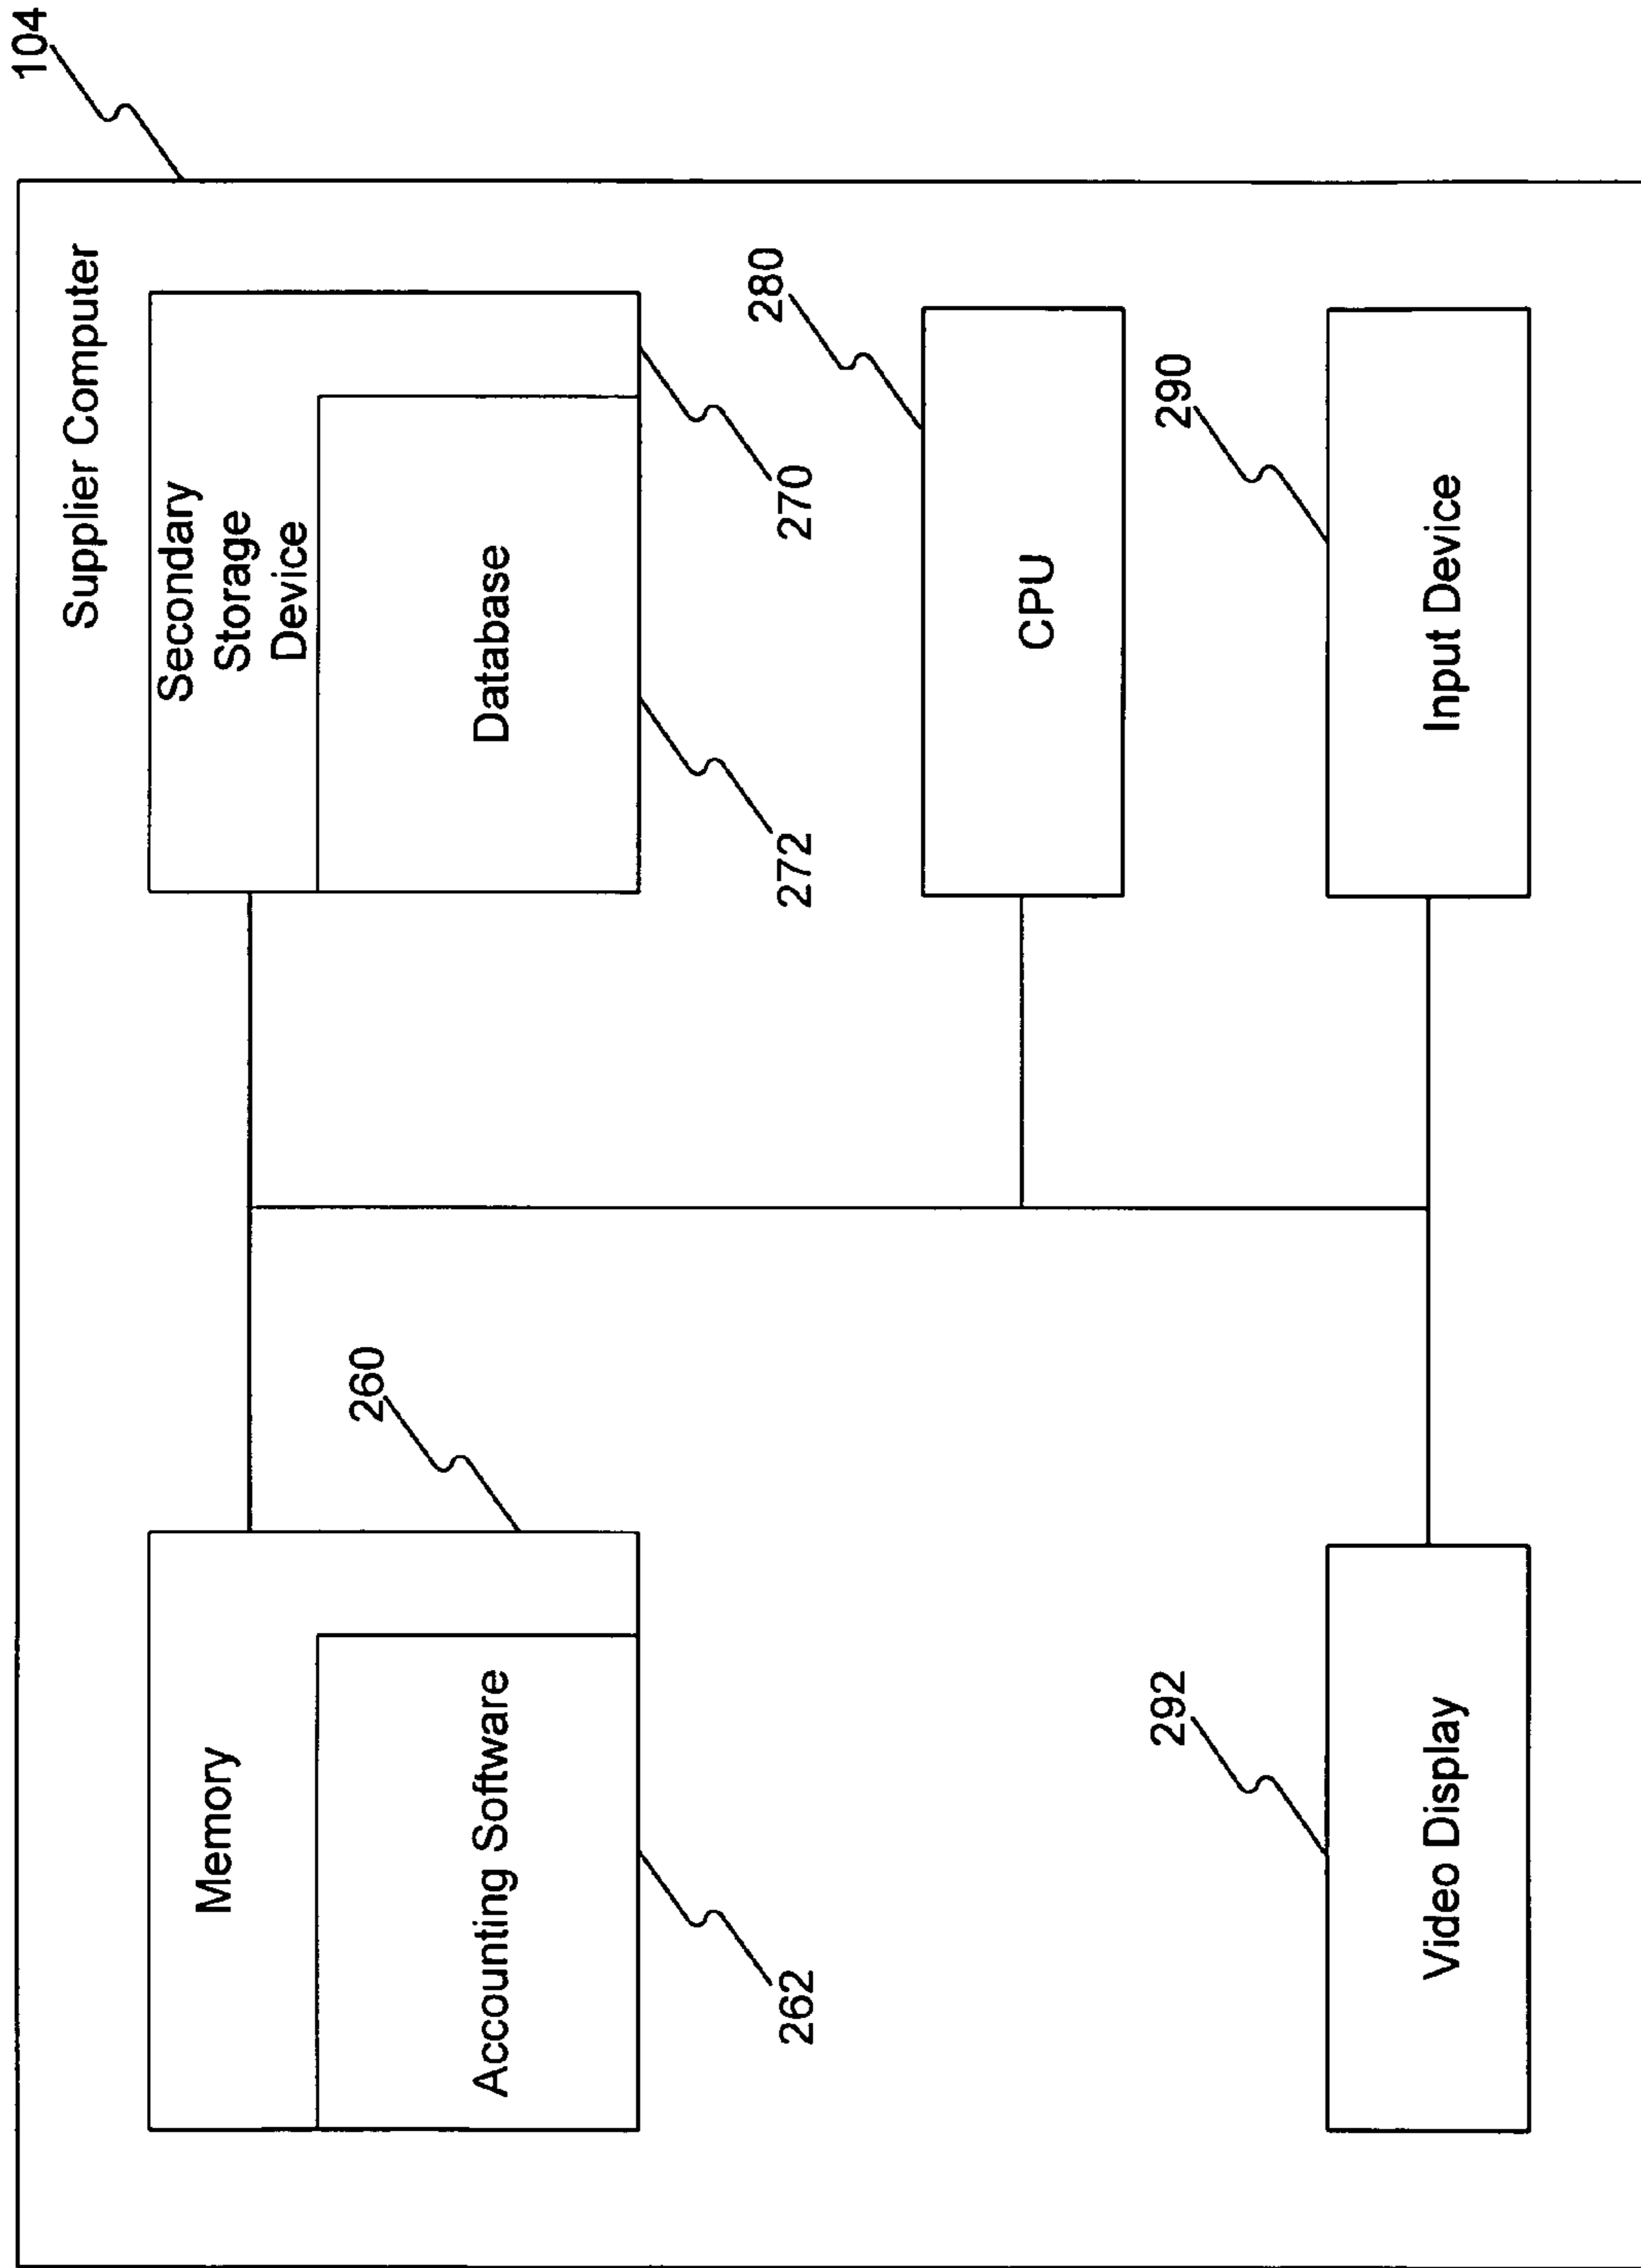 104
Supplier Computer
Memory
Secondary
Storage
Device
260
Accounting Software
Database
262
272
270
280
CPU
292
290
Video Display
Input Device